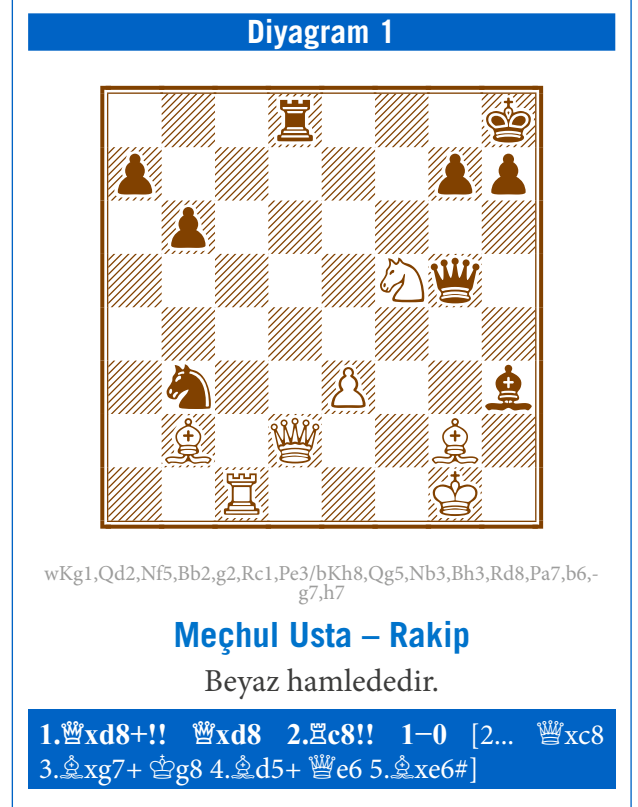 Diyagram 1
wKg1,Qd2,Nf5,Bb2,g2,Rc1,Pe3/bKh8,Qg5,Nb3,Bh3,Rd8,Pa7,b6,-
g7,h7
Meçhul Usta – Rakip
Beyaz hamlededir.
1.♕xd8+!! ♕xd8 2.♖c8!! 1–0 [2... ♕xc8
3.♗xg7+ ♔g8 4.♗d5+ ♕e6 5.♗xe6#]